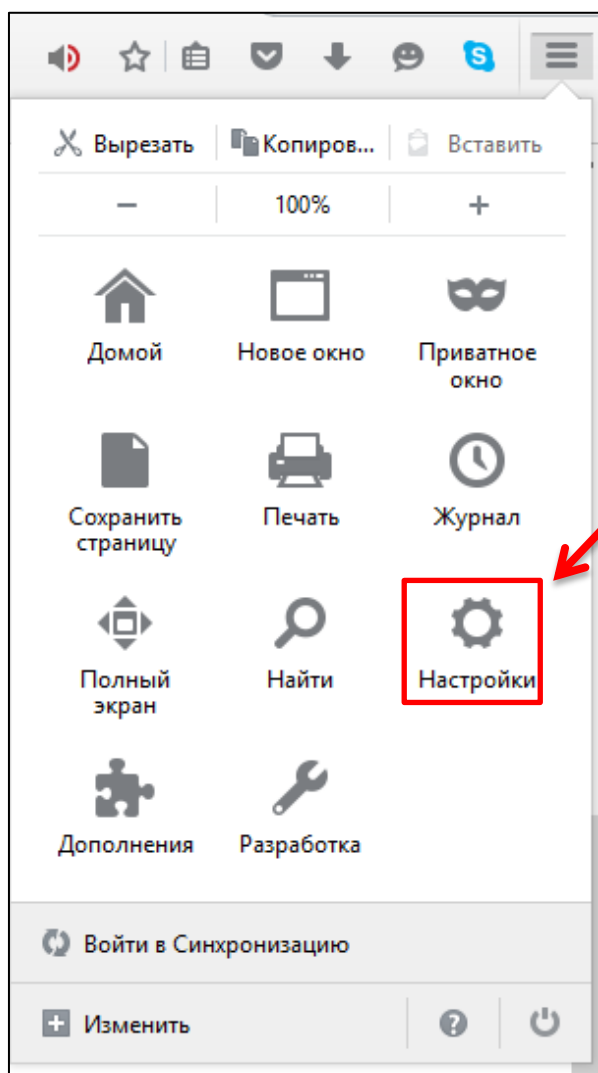 Вырезать Копиров... Вставить
− 100% +
Домой Новое окно Приватное
окно
Сохранить Печать Журнал
страницу
Полный Найти Настройки
экран
Дополнения Разработка
Войти в Синхронизацию
Изменить